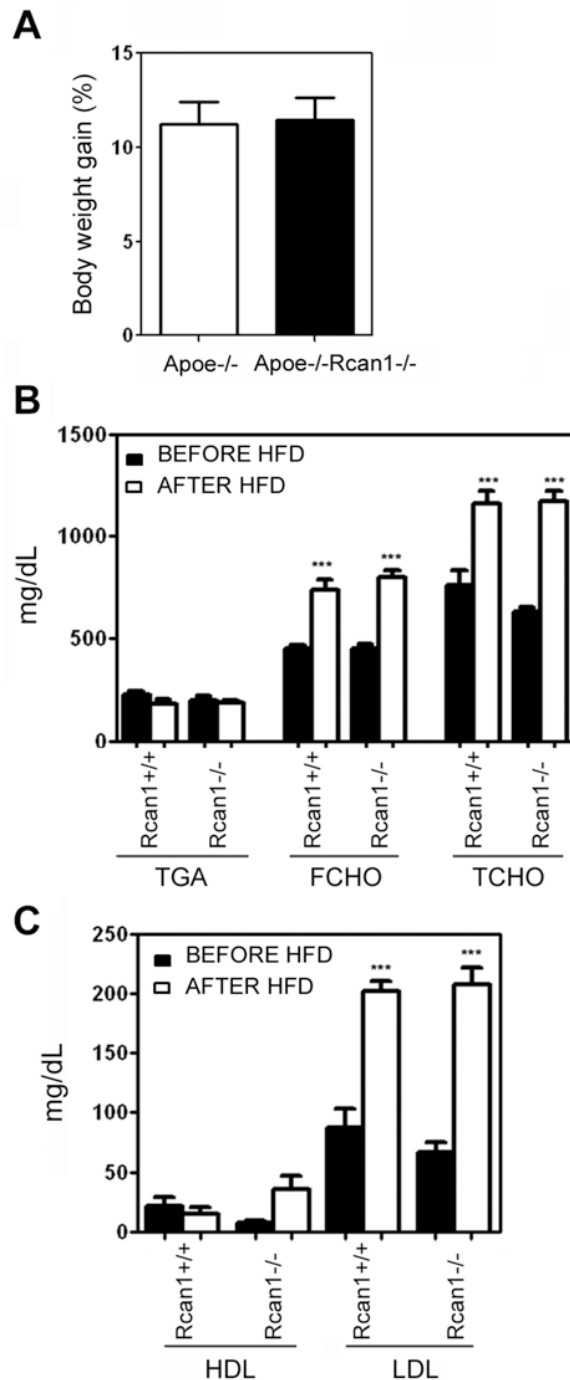 A
Body weight gain (%)
15
10
5
0
Apoe-/- Apoe-/-Rcan1-/-
B
mg/dL
1500
1000
500
0
BEFORE HFD
AFTER HFD
*** *** *** ***
Rcan1+/+ Rcan1-/- Rcan1+/+ Rcan1-/- Rcan1+/+ Rcan1-/-
TGA FCHO TCHO
C
mg/dL
250
200
150
100
50
0
BEFORE HFD
AFTER HFD
*** ***
Rcan1+/+ Rcan1-/- Rcan1+/+ Rcan1-/-
HDL LDL